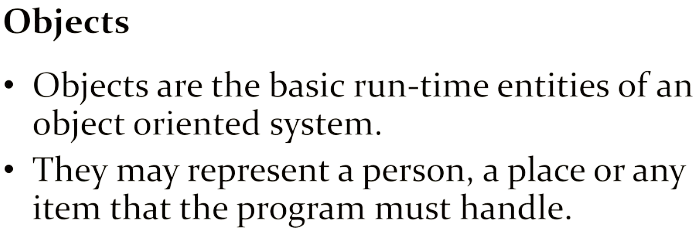 Objects
• Objects are the basic run-time entities of an
object oriented system.
• They may represent a person, a place or any
item that the program must handle.